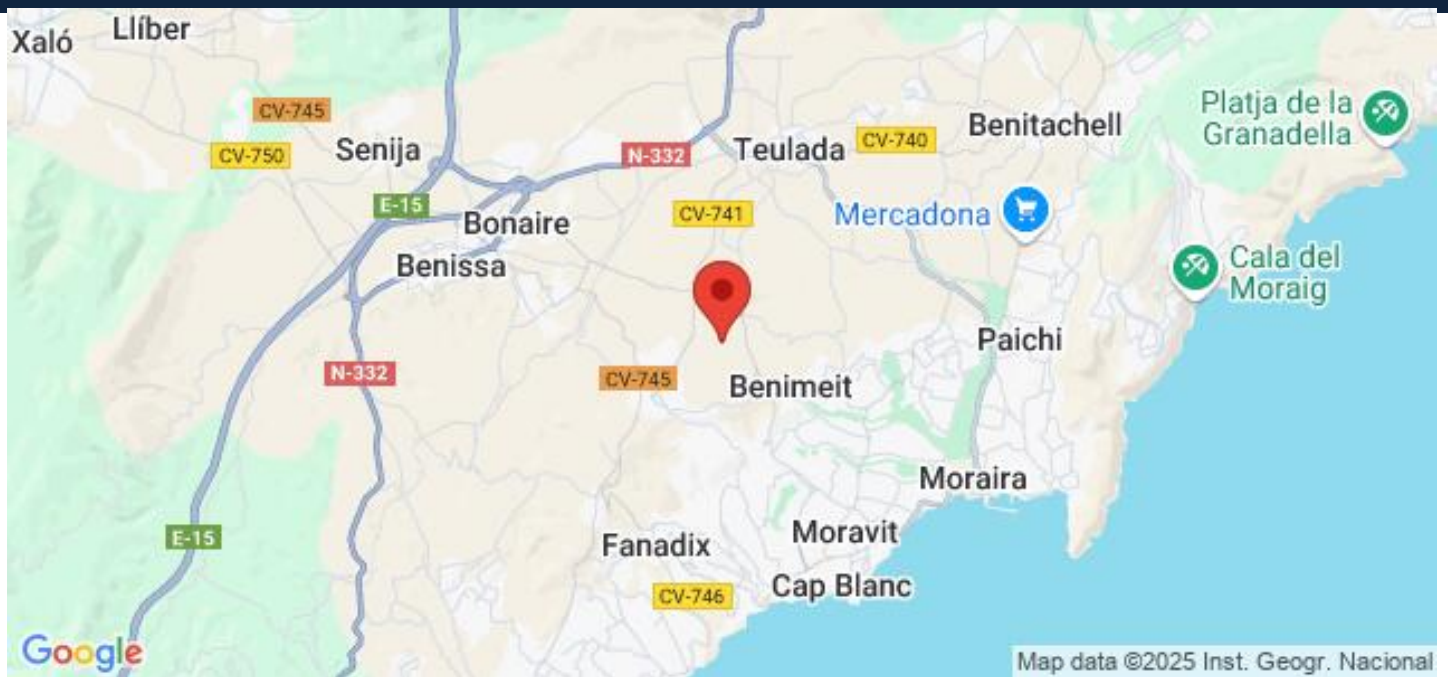 Xaló
Llíber
CV-745
CV-750
Senija
N-332
Teulada
CV-740
Benitachell
Platja de la
Granadella
E-15
Bonaire
CV-741
Mercadona
Benissa
Cala del
Moraig
Paichi
N-332
CV-745
Benimeit
Moraira
E-15
Fanadix
Moravit
CV-746
Cap Blanc
Google
Map data ©2025 Inst. Geogr. Nacional